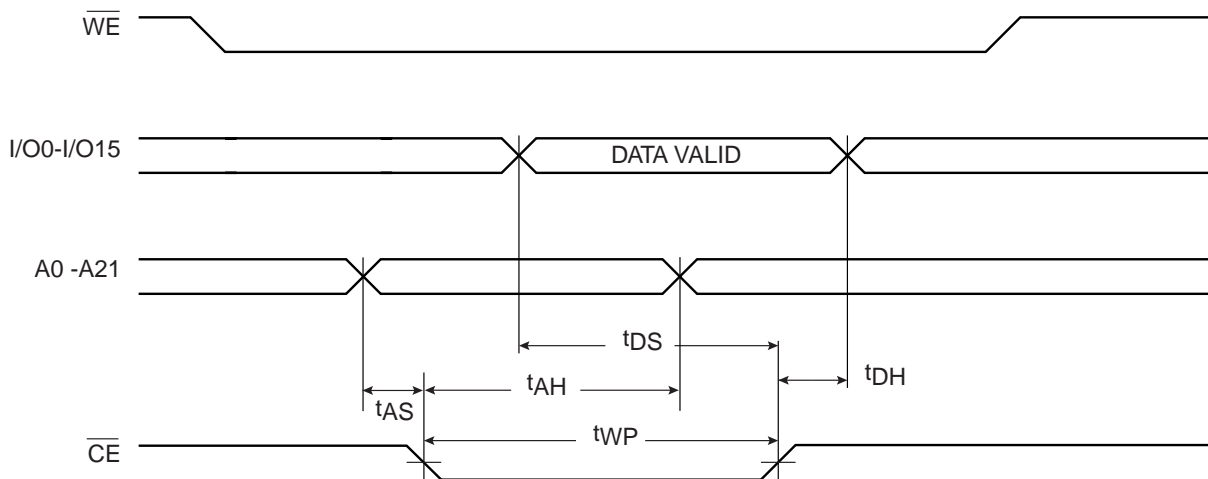 WE
I/O0-I/O15
DATA VALID
A0 -A21
tDS
tDH
tAH
tAS
tWP
CE